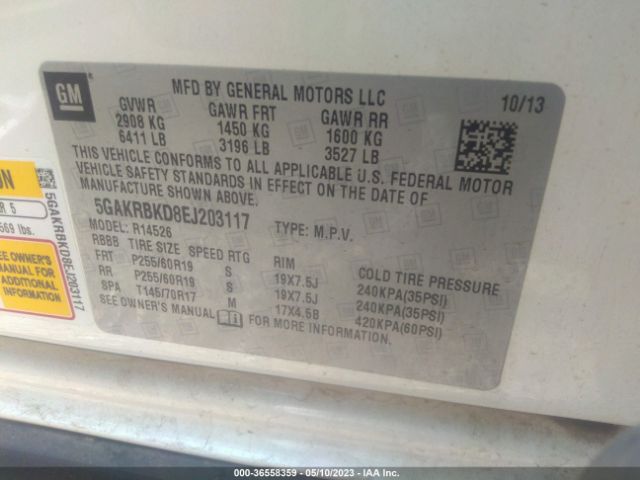 GM
MFD BY GENERAL MOTORS LLC
10/13
GVWR GAWR FRT GAWR RR
2908 KG 1450 KG 1600 KG
6411 LB 3196 LB 3527 LB
THIS VEHICLE CONFORMS TO ALL APPLICABLE U.S. FEDERAL MOTOR
VEHICLE SAFETY STANDARDS IN EFFECT ON THE DATE OF
MANUFACTURE SHOWN ABOVE.
5GAKRBKD8EJ203117 TYPE: M.P.V.
MODEL: R14526
RBBB TIRE SIZE SPEED RTG RIM COLD TIRE PRESSURE
FRT P255/60R19 S 19X7.5J 240KPA(35PSI)
RR P255/60R19 S 19X7.5J 240KPA(35PSI)
SPA T145/70R17 M 17X4.5B 420KPA(60PSI)
SEE OWNER'S MANUAL FOR MORE INFORMATION.
ON
R 5
569 lbs.
SEE OWNER'S
MANUAL FOR
ADDITIONAL
INFORMATION
5GAKRBKD8EJ203117
000-36558359 - 05/10/2023 - IAA Inc.